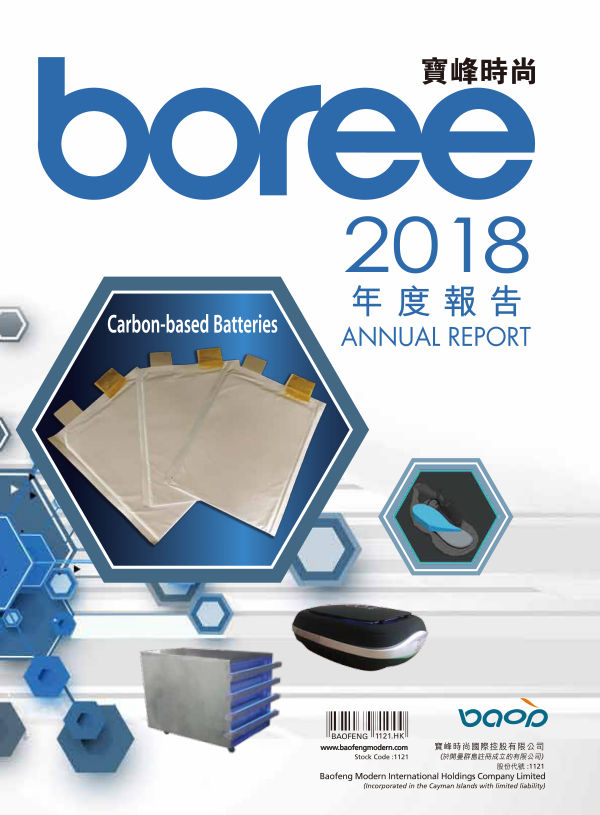 寶峰時尚
boree
2018
年度報告
ANNUAL REPORT
Carbon-based Batteries
baop
BAOFENG 1121.HK
www.baofengmodern.com
Stock Code :1121
寶峰時尚國際控股有限公司
(於開曼群島註冊成立的有限公司)
股份代號 :1121
Baofeng Modern International Holdings Company Limited
(Incorporated in the Cayman Islands with limited liability)